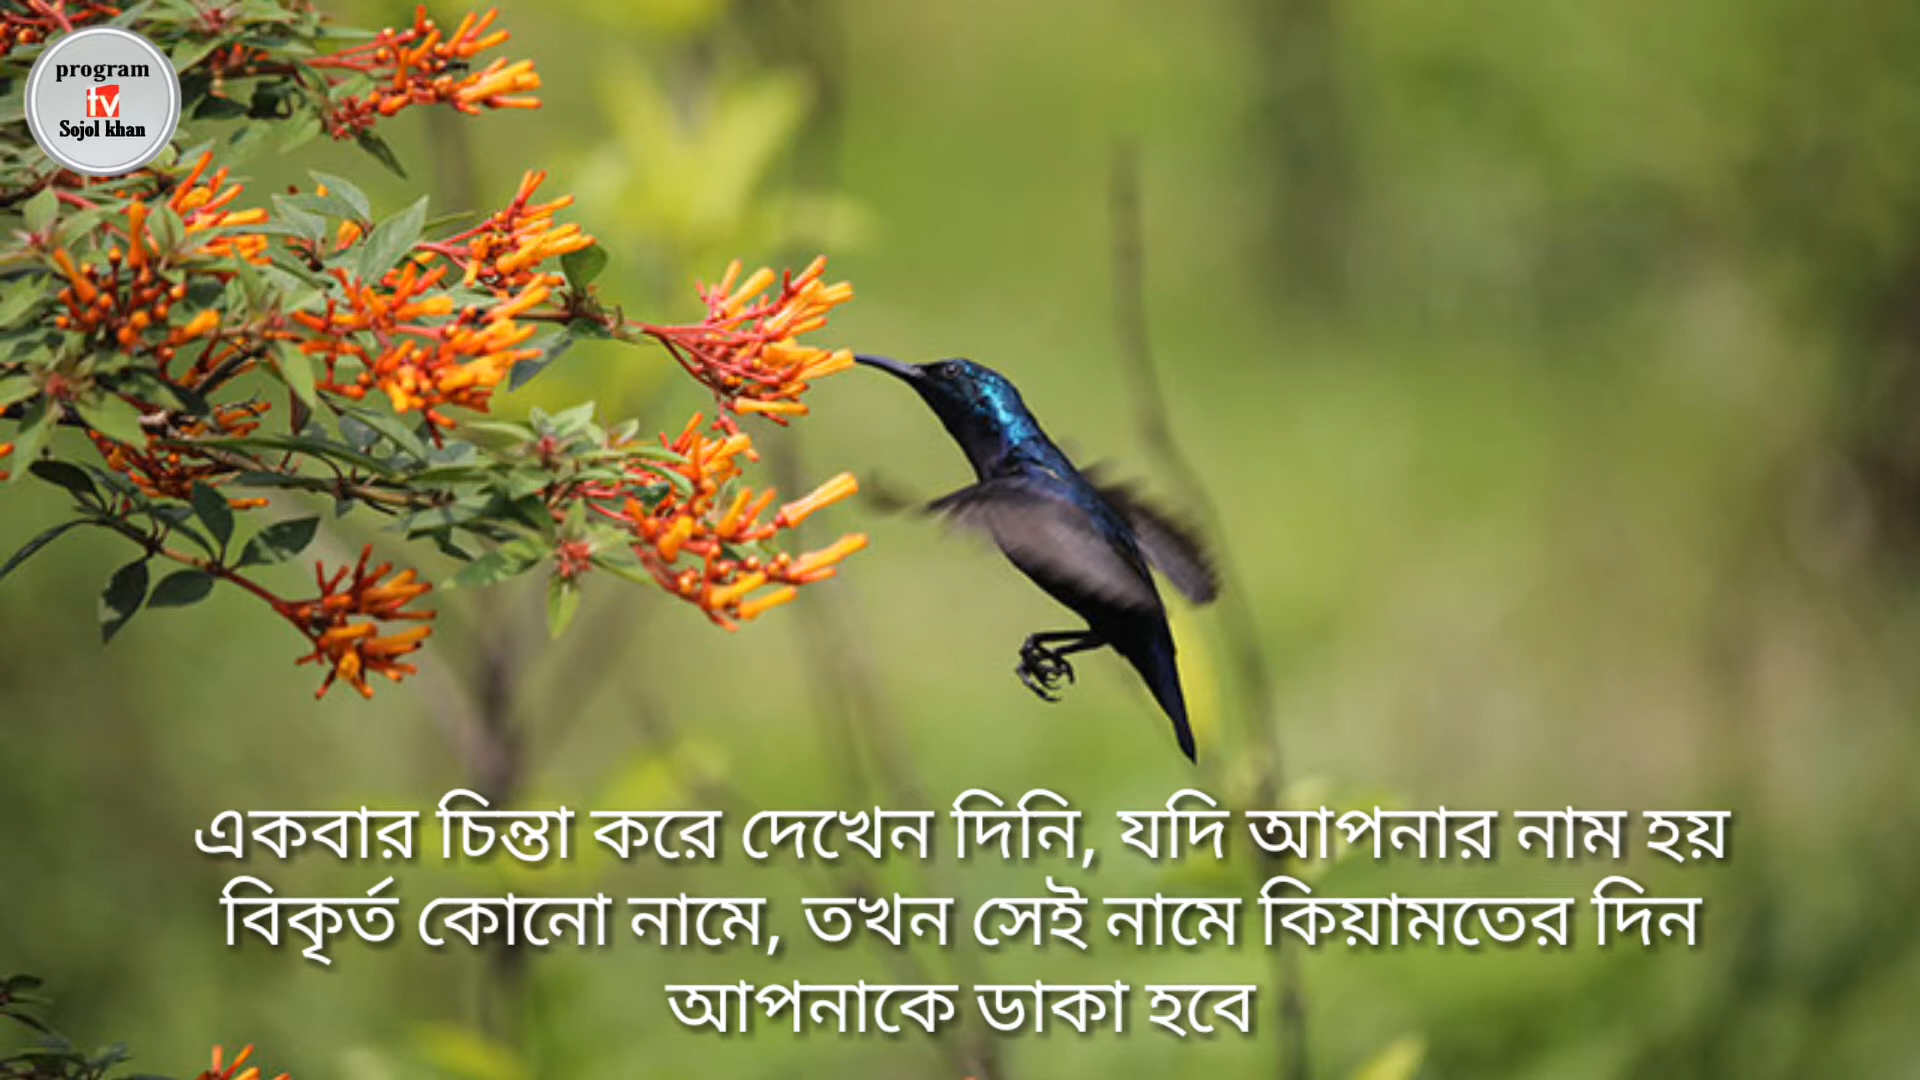 program
tv
Sojol khan
একবার চিন্তা করে দেখেন দিনি, যদি আপনার নাম হয়
বিকৃর্ত কোনো নামে, তখন সেই নামে কিয়ামতের দিন
আপনাকে ডাকা হবে